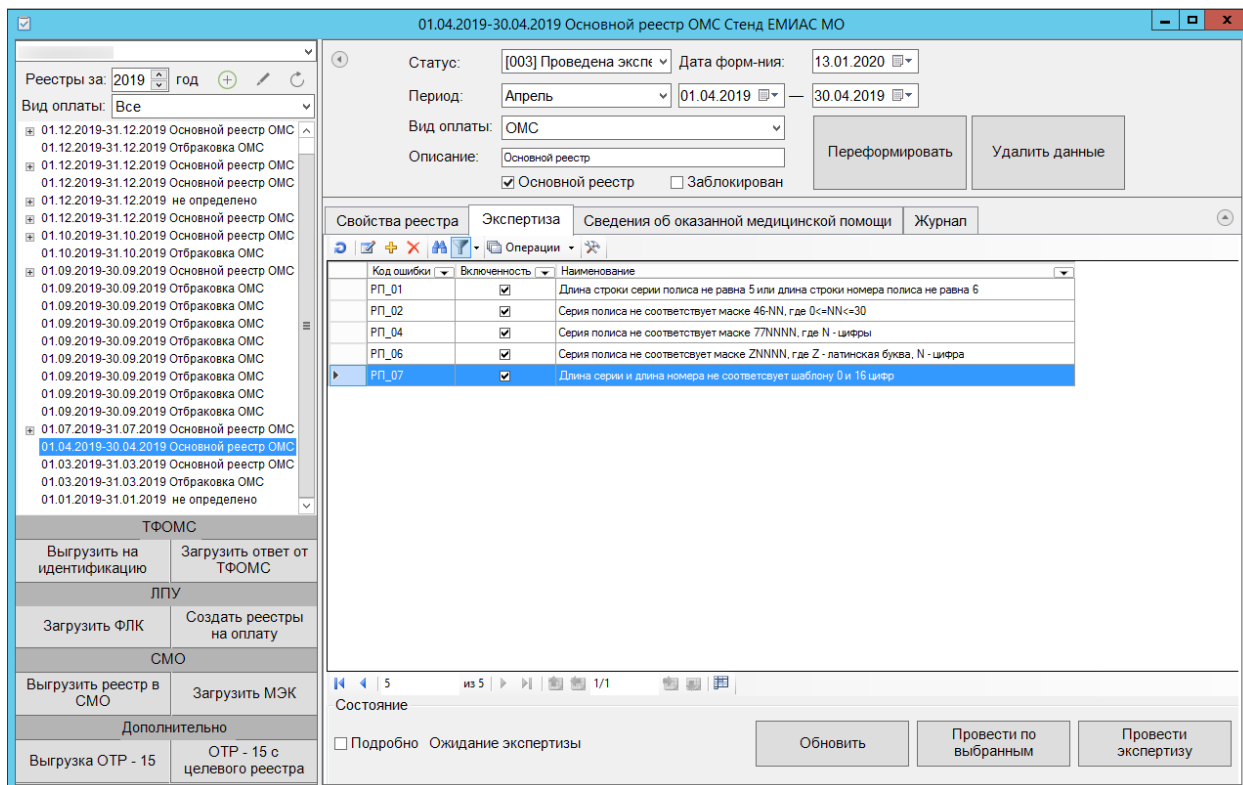 01.04.2019-30.04.2019 Основной реестр ОМС Стенд ЕМИАС МО
Реестры за: 2019 год
Вид оплаты: Все
01.12.2019-31.12.2019 Основной реестр ОМС
01.12.2019-31.12.2019 Отбраковка ОМС
01.12.2019-31.12.2019 Основной реестр ОМС
01.12.2019-31.12.2019 Отбраковка ОМС
01.12.2019-31.12.2019 не определено
01.12.2019-31.12.2019 Основной реестр ОМС
01.10.2019-31.10.2019 Основной реестр ОМС
01.10.2019-31.10.2019 Отбраковка ОМС
01.09.2019-30.09.2019 Основной реестр ОМС
01.09.2019-30.09.2019 Отбраковка ОМС
01.09.2019-30.09.2019 Отбраковка ОМС
01.09.2019-30.09.2019 Отбраковка ОМС
01.09.2019-30.09.2019 Отбраковка ОМС
01.09.2019-30.09.2019 Отбраковка ОМС
01.09.2019-30.09.2019 Отбраковка ОМС
01.09.2019-30.09.2019 Отбраковка ОМС
01.09.2019-30.09.2019 Отбраковка ОМС
01.07.2019-31.07.2019 Основной реестр ОМС
01.04.2019-30.04.2019 Основной реестр ОМС
01.03.2019-31.03.2019 Основной реестр ОМС
01.03.2019-31.03.2019 Отбраковка ОМС
01.01.2019-31.01.2019 не определено
ТФОМС
Выгрузить на идентификацию
Загрузить ответ от ТФОМС
ЛПУ
Загрузить ФЛК
Создать реестры на оплату
СМО
Выгрузить реестр в СМО
Загрузить МЭК
Дополнительно
Выгрузка ОТР - 15
ОТР - 15 с целевого реестра
Статус: [003] Проведена экспе Дата форм-ния: 13.01.2020
Период: Апрель 01.04.2019 — 30.04.2019
Вид оплаты: ОМС
Описание: Основной реестр
Основной реестр Заблокирован
Переформировать Удалить данные
Свойства реестра Экспертиза Сведения об оказанной медицинской помощи Журнал
Операции
Код ошибки Включенность Наименование
РП_01 Длина строки серии полиса не равна 5 или длина строки номера полиса не равна 6
РП_02 Серия полиса не соответствует маске 46-NN, где 0<=NN<=30
РП_04 Серия полиса не соответствует маске 77NNNN, где N - цифры
РП_06 Серия полиса не соответсвует маске ZNNNN, где Z - латинская буква, N - цифра
РП_07 Длина серии и длина номера не соответсвует шаблону 0 и 16 цифр
5 из 5 1/1
Состояние
Подробно Ожидание экспертизы
Обновить
Провести по выбранным
Провести экспертизу